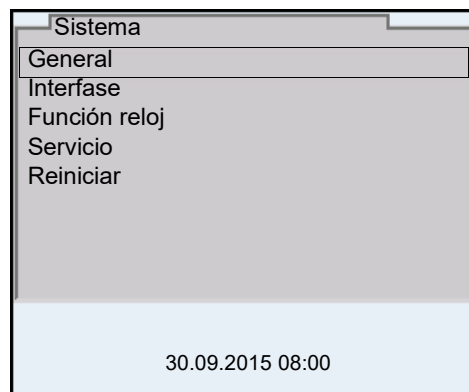 Sistema
General
Interfase
Función reloj
Servicio
Reiniciar
30.09.2015 08:00